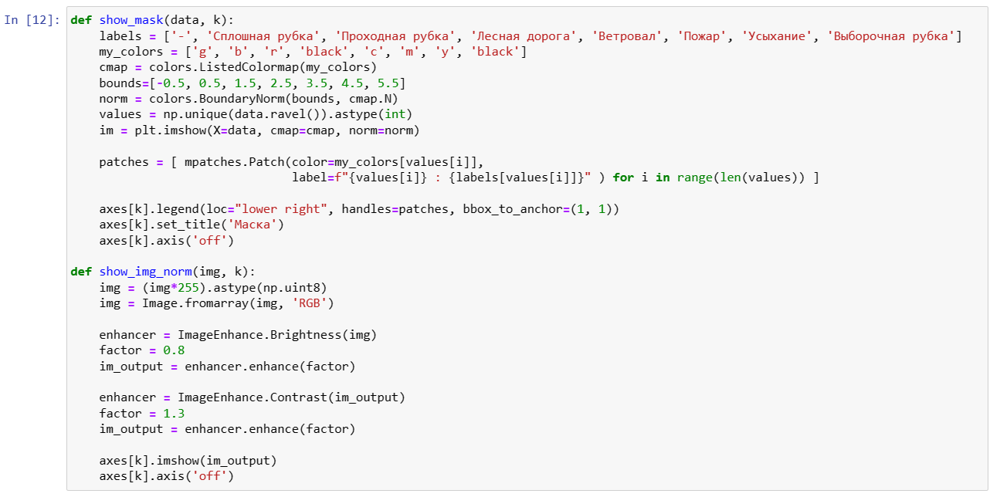 In [12]: def show_mask(data, k):
    labels = ['-', 'Сплошная рубка', 'Проходная рубка', 'Лесная дорога', 'Ветровал', 'Пожар', 'Усыхание', 'Выборочная рубка']
    my_colors = ['g', 'b', 'r', 'black', 'c', 'm', 'y', 'black']
    cmap = colors.ListedColormap(my_colors)
    bounds=[-0.5, 0.5, 1.5, 2.5, 3.5, 4.5, 5.5]
    norm = colors.BoundaryNorm(bounds, cmap.N)
    values = np.unique(data.ravel()).astype(int)
    im = plt.imshow(X=data, cmap=cmap, norm=norm)

    patches = [ mpatches.Patch(color=my_colors[values[i]],
                               label=f"{values[i]} : {labels[values[i]]}" ) for i in range(len(values)) ]

    axes[k].legend(loc="lower right", handles=patches, bbox_to_anchor=(1, 1))
    axes[k].set_title('Маска')
    axes[k].axis('off')

def show_img_norm(img, k):
    img = (img*255).astype(np.uint8)
    img = Image.fromarray(img, 'RGB')

    enhancer = ImageEnhance.Brightness(img)
    factor = 0.8
    im_output = enhancer.enhance(factor)

    enhancer = ImageEnhance.Contrast(im_output)
    factor = 1.3
    im_output = enhancer.enhance(factor)

    axes[k].imshow(im_output)
    axes[k].axis('off')